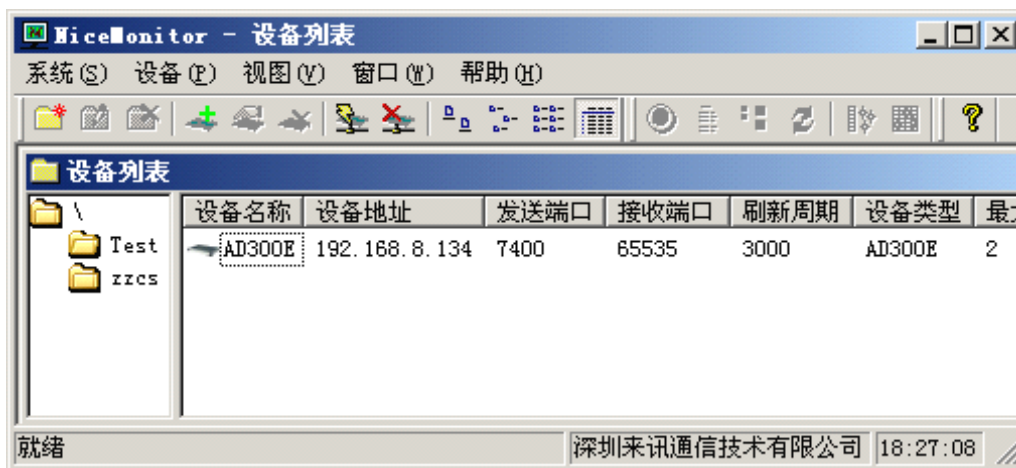 NiceMonitor - 设备列表
系统(S) 设备(P) 视图(V) 窗口(W) 帮助(H)
设备列表
\ 设备名称 设备地址 发送端口 接收端口 刷新周期 设备类型
Test AD300E 192.168.8.134 7400 65535 3000 AD300E 2
zzcs
就绪 深圳来讯通信技术有限公司 18:27:08